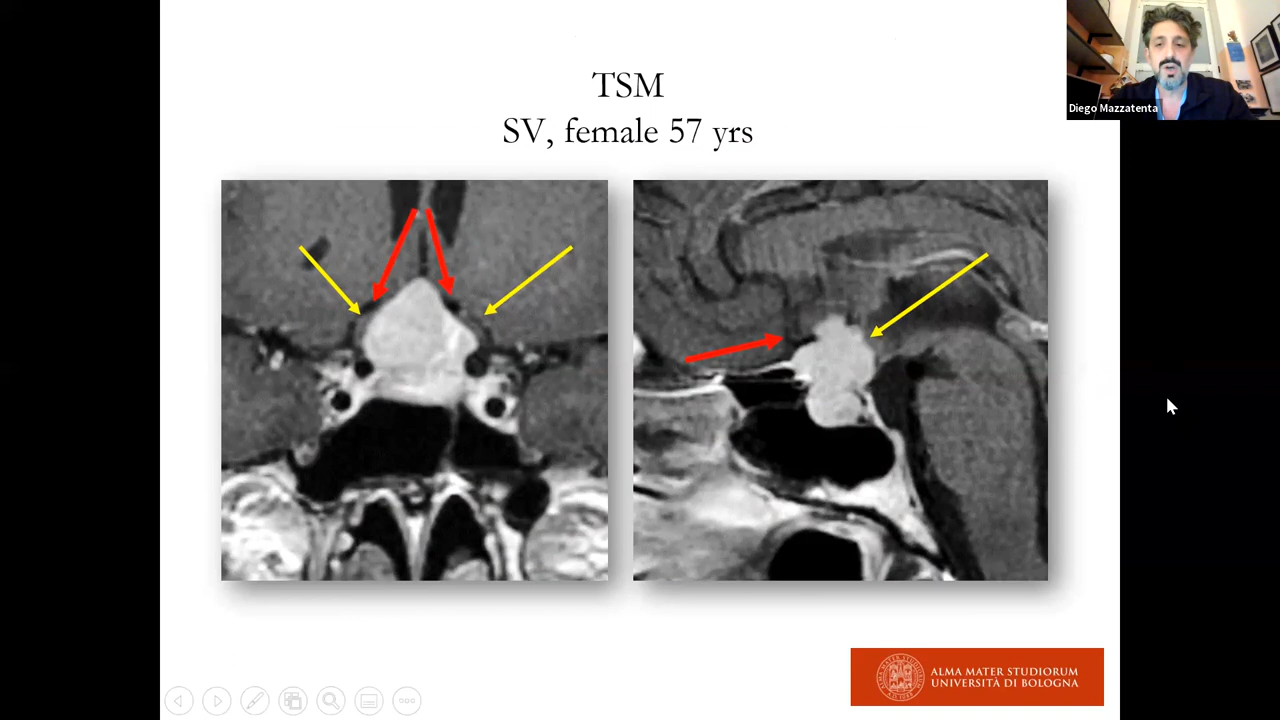 TSM
SV, female 57 yrs
Diego Mazzatenta
ALMA MATER STUDIORUM
UNIVERSITÀ DI BOLOGNA